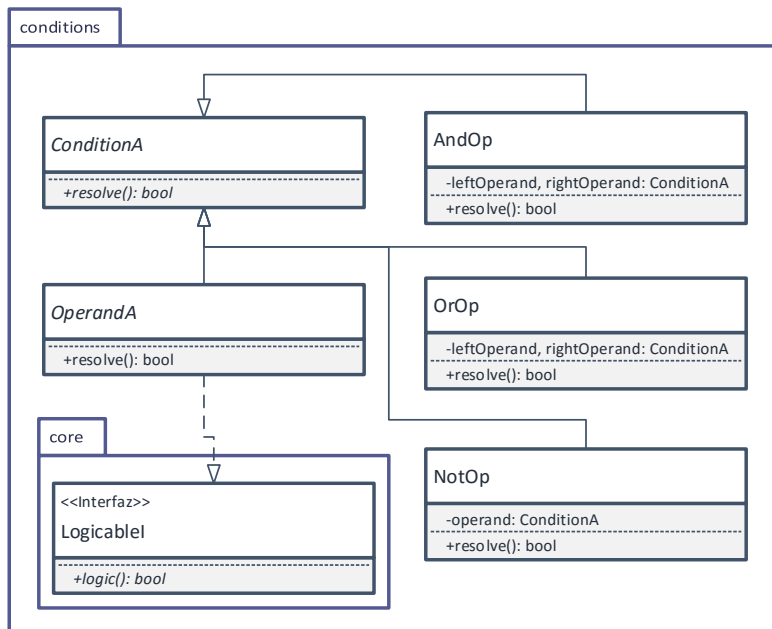 conditions
ConditionA
+resolve(): bool
AndOp
-leftOperand, rightOperand: ConditionA
+resolve(): bool
OperandA
+resolve(): bool
OrOp
-leftOperand, rightOperand: ConditionA
+resolve(): bool
core
<<Interfaz>>
LogicableI
+logic(): bool
NotOp
-operand: ConditionA
+resolve(): bool